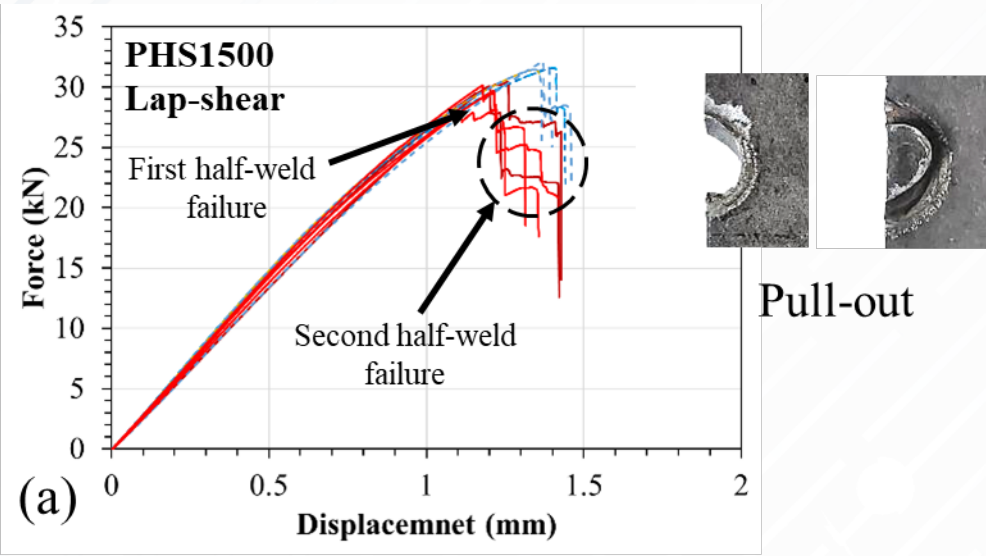 PHS1500
Lap-shear
First half-weld
failure
Second half-weld
failure
Force (kN)
35
30
25
20
15
10
5
0
0 0.5 1 1.5 2
Displacemnet (mm)
(a)
Pull-out